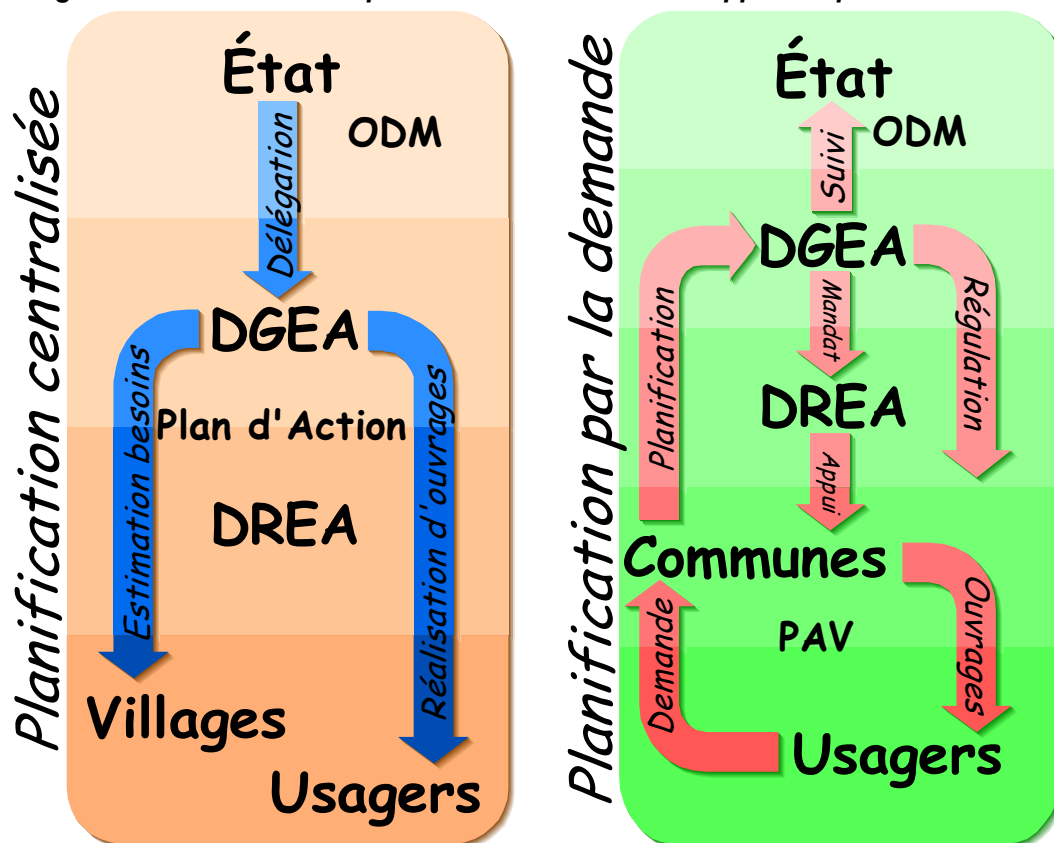 Planification centralisée
État
ODM
Délégation
DGEA
Estimation besoins
Plan d'Action
Réalisation d'ouvrages
DREA
Villages
Usagers
Planification par la demande
État
ODM
Suivi
DGEA
Planification
Mandat
Régulation
DREA
Appui
Communes
Demande
PAV
Ouvrages
Usagers